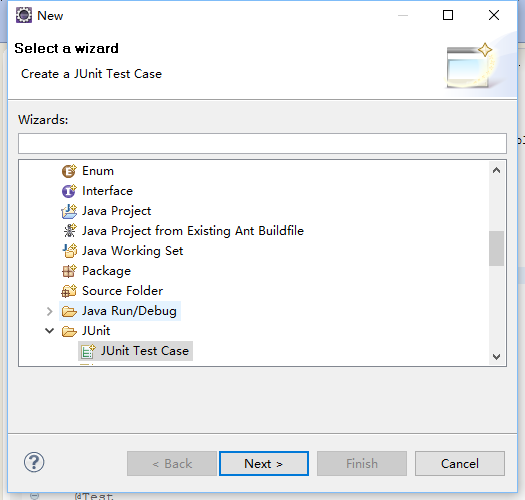 New
Select a wizard
Create a JUnit Test Case
Wizards:
Enum
Interface
Java Project
Java Project from Existing Ant Buildfile
Java Working Set
Package
Source Folder
Java Run/Debug
JUnit
JUnit Test Case
< Back
Next >
Finish
Cancel
@Test